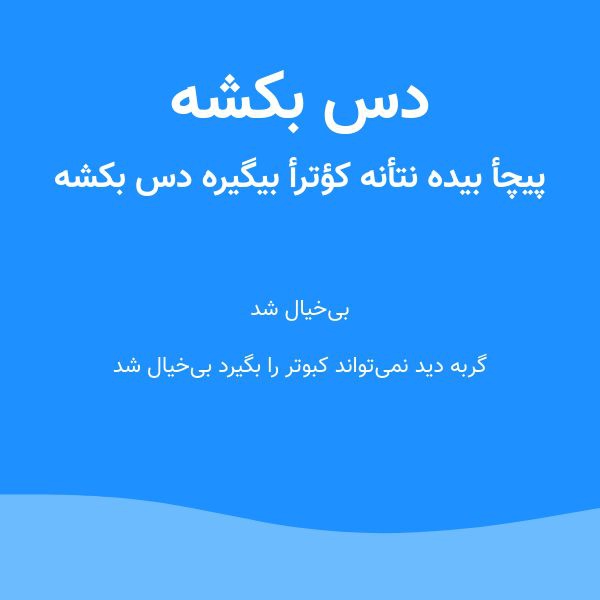 دس بکشه
پیچأ بیده نتأنه کؤترأ بیگیره دس بکشه
بی‌خیال شد
گربه دید نمی‌تواند کبوتر را بگیرد بی‌خیال شد